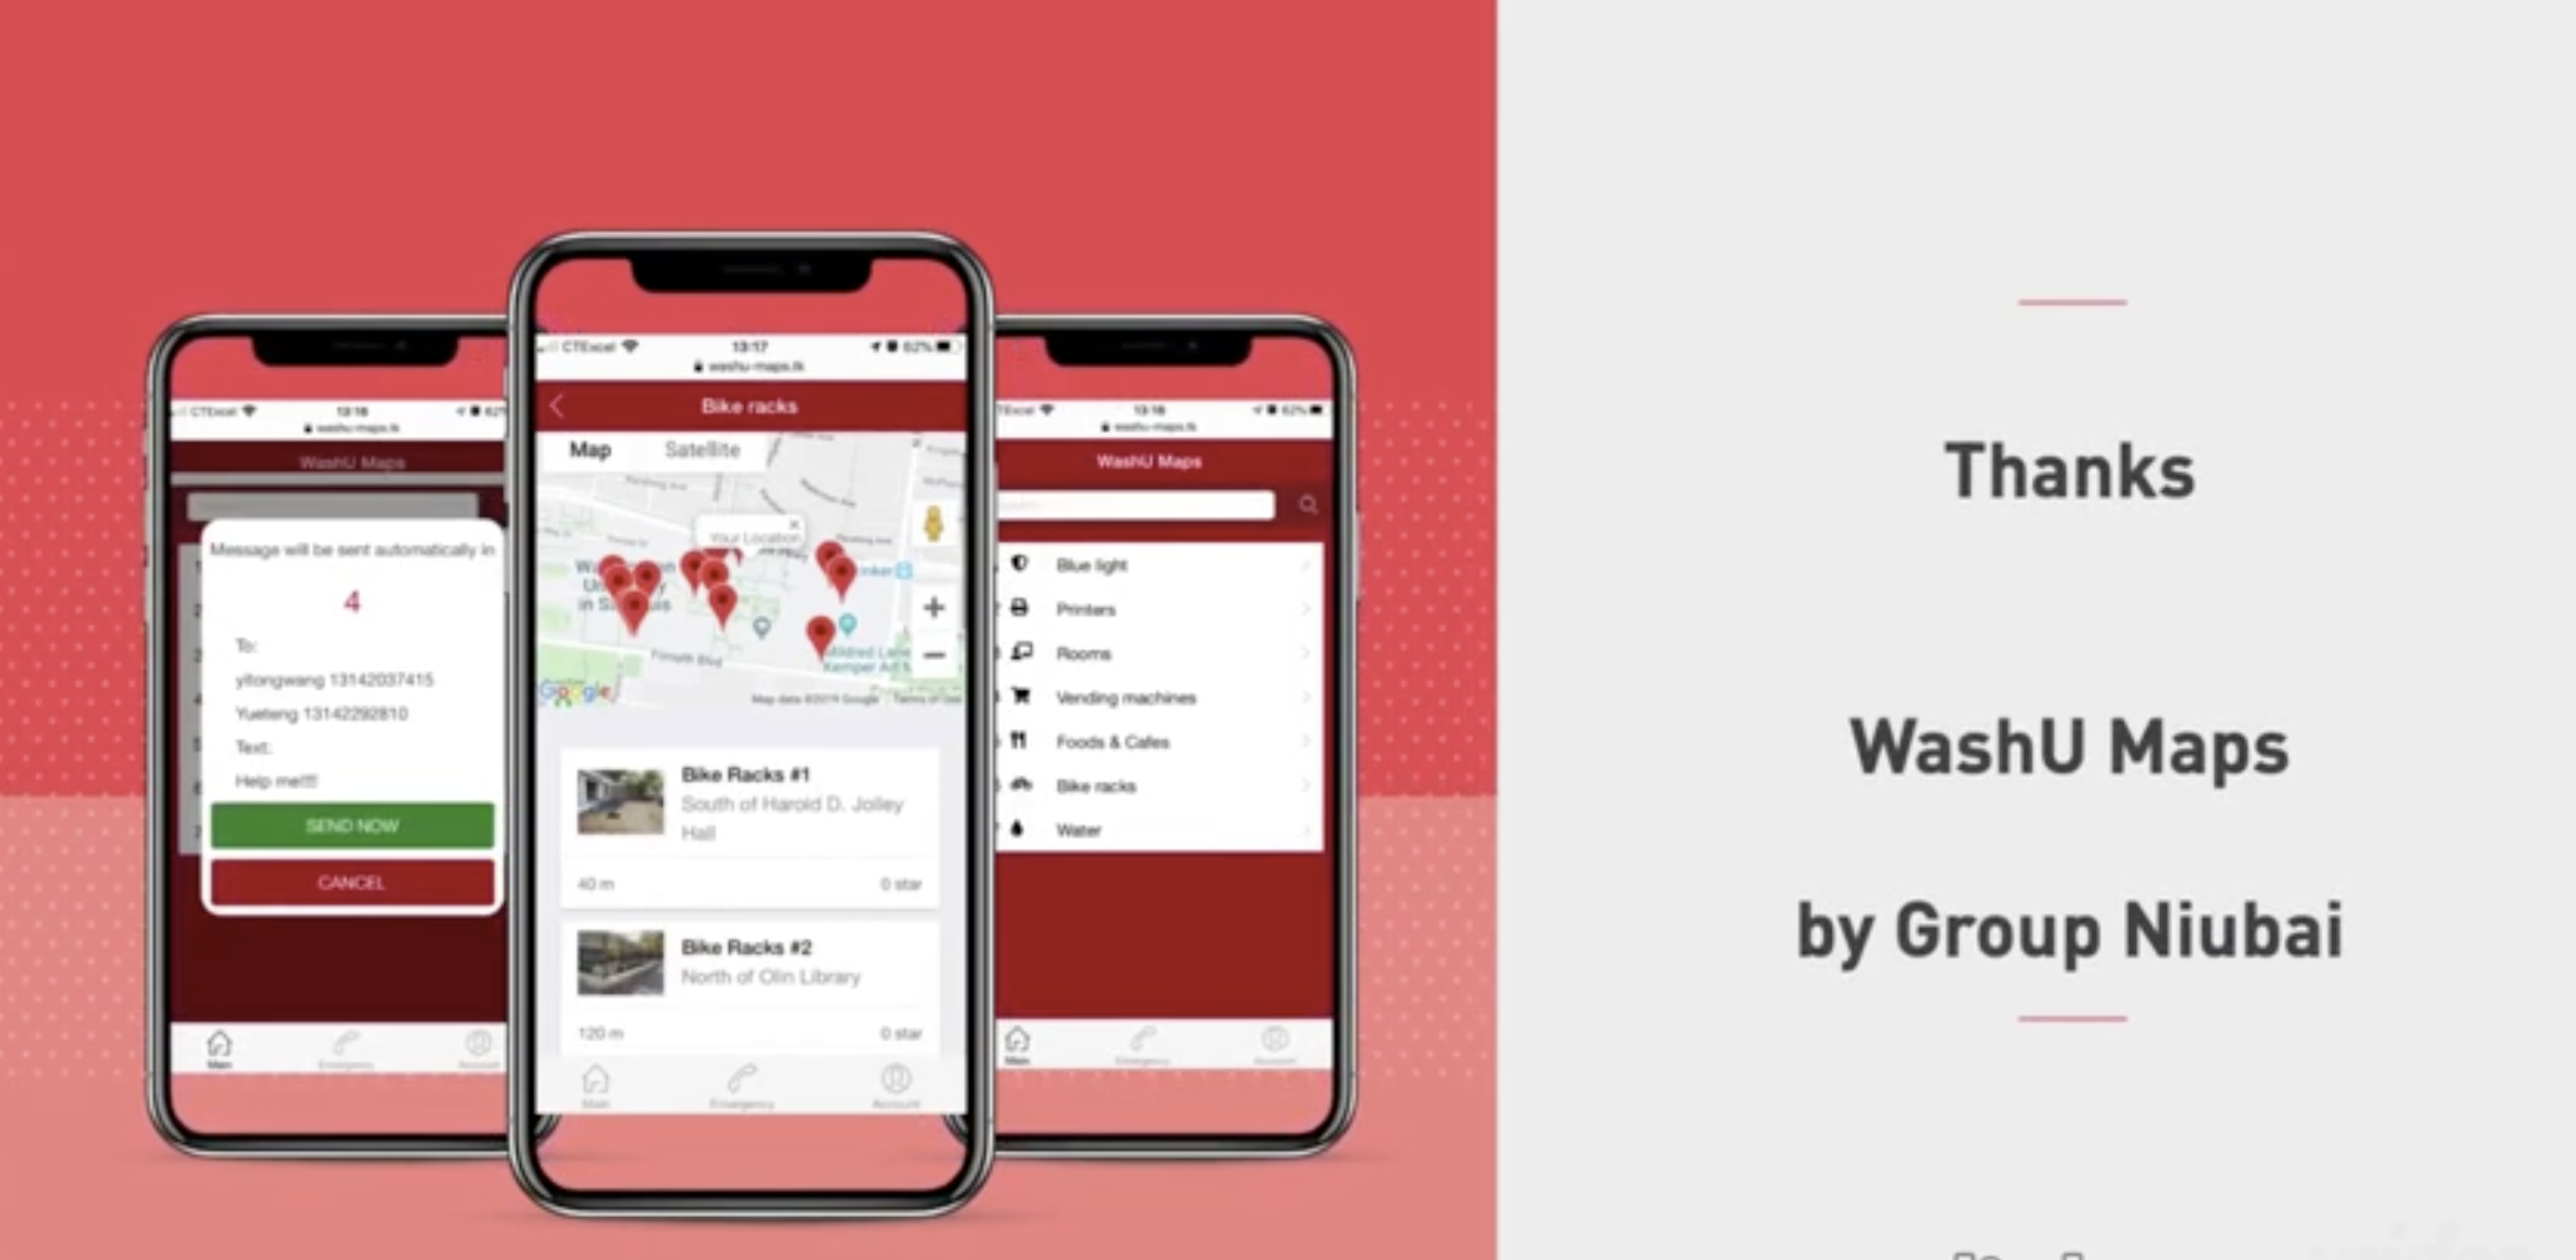 CTExcel
13:16
62%
washu-maps.tk
WashU Maps
Message will be sent automatically in
4
To:
yitongwang 13142037415
Yueteng 13142292810
Text:
Help me!!!!
SEND NOW
CANCEL
Main
Emergency
Account
CTExcel
13:17
62%
washu-maps.tk
Bike racks
Map
Satellite
Your Location
Forsyth Blvd
Google
Map data ©2019 Google
Terms of Use
Bike Racks #1
South of Harold D. Jolley
Hall
40 m
0 star
Bike Racks #2
North of Olin Library
120 m
0 star
Main
Emergency
Account
13:16
62%
washu-maps.tk
WashU Maps
Blue light
Printers
Rooms
Vending machines
Foods & Cafes
Bike racks
Water
Main
Emergency
Account
Thanks
WashU Maps
by Group Niubai